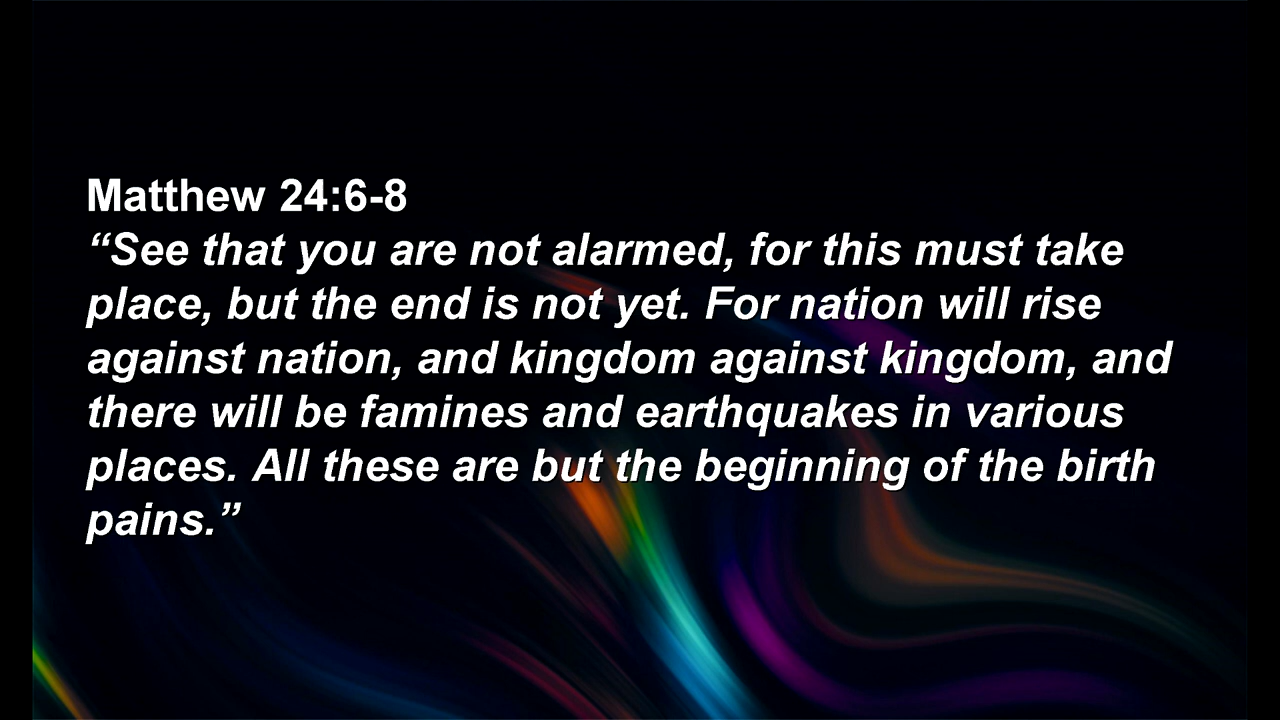 Matthew 24:6-8
“See that you are not alarmed, for this must take
place, but the end is not yet. For nation will rise
against nation, and kingdom against kingdom, and
there will be famines and earthquakes in various
places. All these are but the beginning of the birth
pains.”